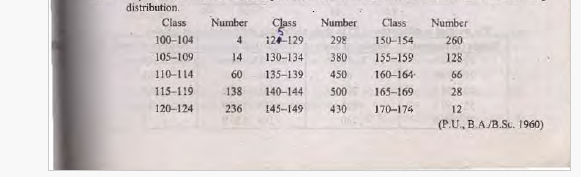 distribution.
Class Number Class Number Class Number
100–104 4 125–129 298 150–154 260
105–109 14 130–134 380 155–159 128
110–114 60 135–139 450 160–164 66
115–119 138 140–144 500 165–169 28
120–124 236 145–149 430 170–174 12
(P.U., B.A./B.Sc. 1960)